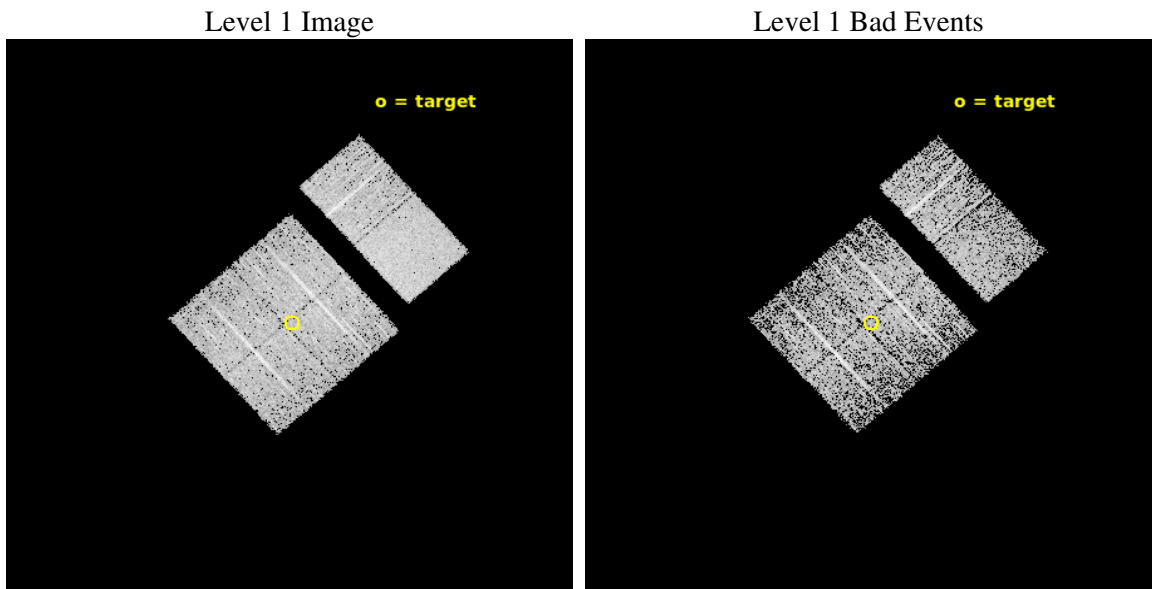 Level 1 Image
Level 1 Bad Events
o = target
o = target